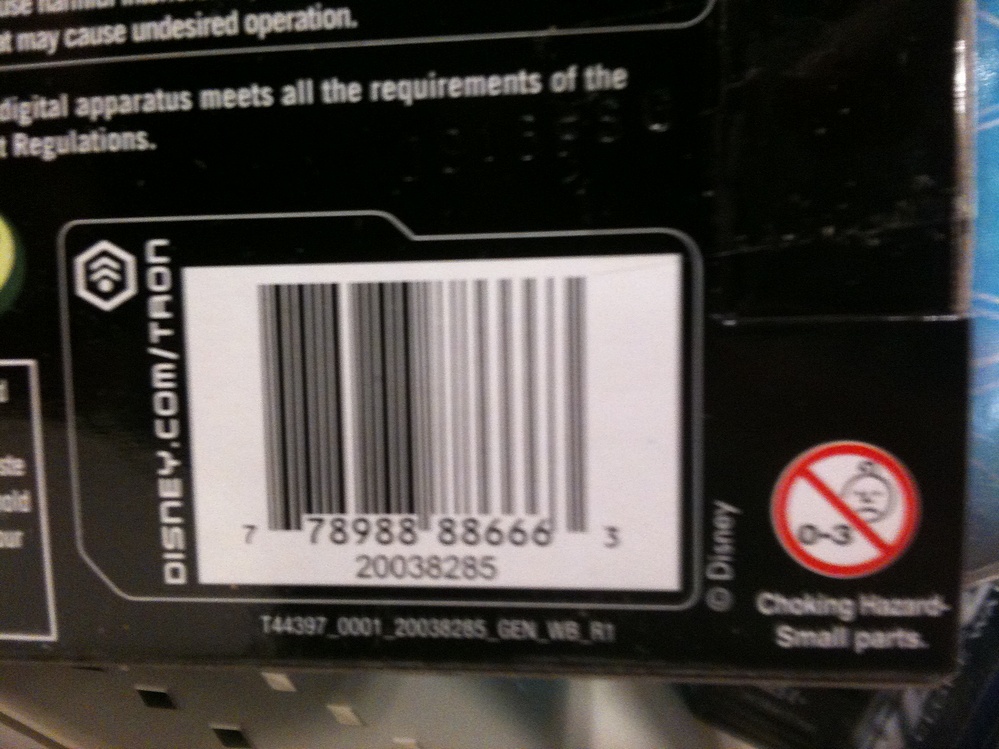 at may cause undesired operation.
digital apparatus meets all the requirements of the
t Regulations.
DISNEY.COM/TRON
7 78988 88666 3
20038285
T44397_0001_20038285_GEN_WB_R1
© Disney
0-3
Choking Hazard-
Small parts.